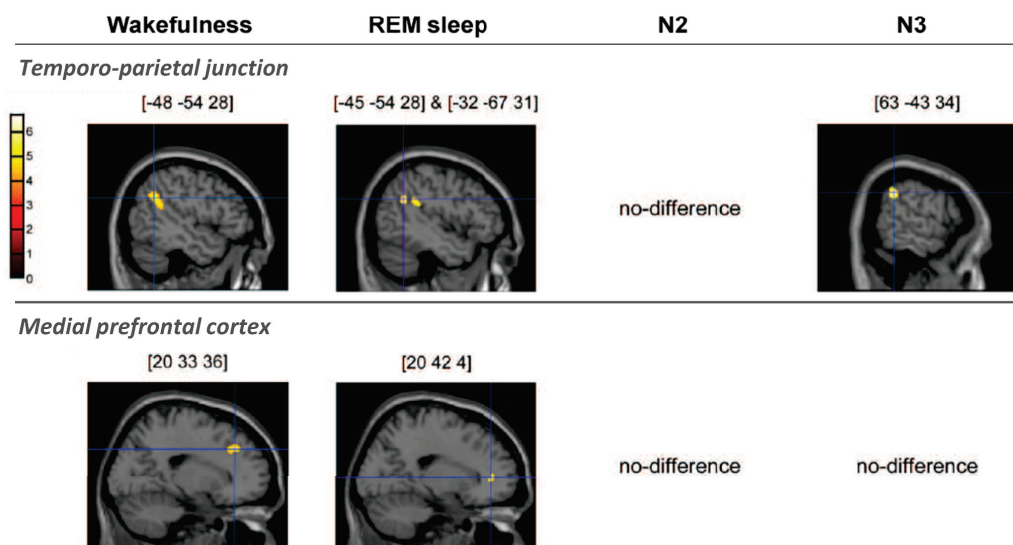 Wakefulness REM sleep N2 N3
Temporo-parietal junction
[-48 -54 28] [-45 -54 28] & [-32 -67 31] [63 -43 34]
6
5
4
3
2
1
0
no-difference
Medial prefrontal cortex
[20 33 36] [20 42 4]
no-difference no-difference